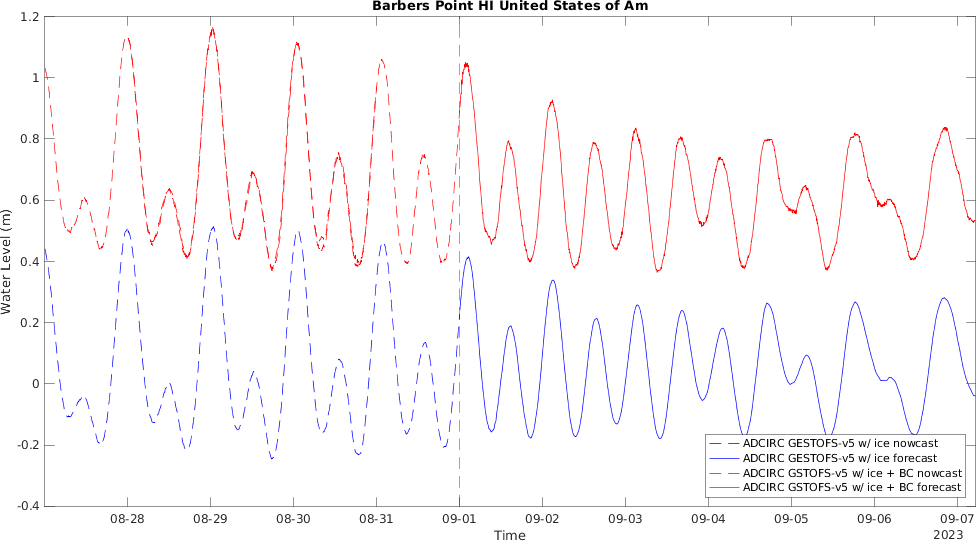 Barbers Point HI United States of Am
Water Level (m)
1.2
1
0.8
0.6
0.4
0.2
0
-0.2
-0.4
ADCIRC GESTOFS-v5 w/ ice nowcast
ADCIRC GESTOFS-v5 w/ ice forecast
ADCIRC GSTOFS-v5 w/ ice + BC nowcast
ADCIRC GSTOFS-v5 w/ ice + BC forecast
08-28 08-29 08-30 08-31 09-01 09-02 09-03 09-04 09-05 09-06 09-07
Time
2023